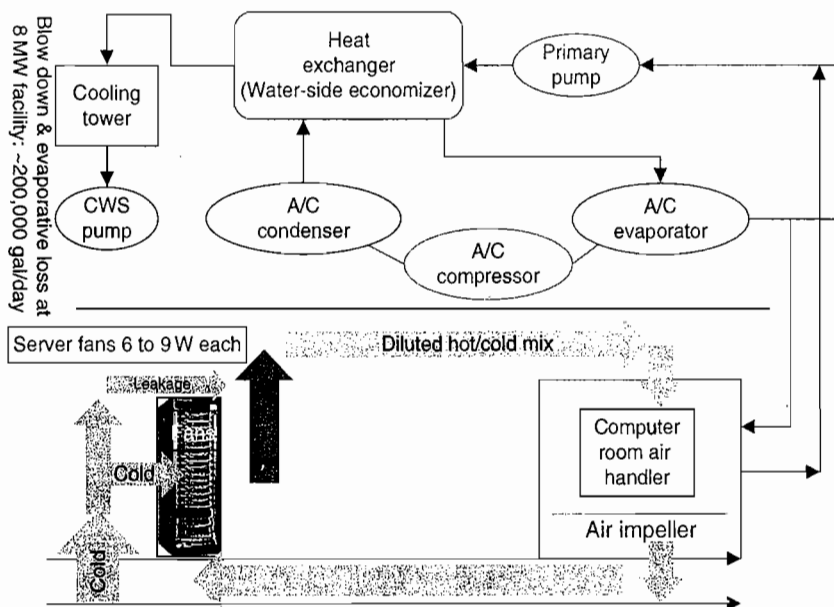 Blow down & evaporative loss at
8 MW facility: ~200,000 gal/day
Cooling
tower
Heat
exchanger
(Water-side economizer)
Primary
pump
CWS
pump
A/C
condenser
A/C
compressor
A/C
evaporator
Server fans 6 to 9 W each
Diluted hot/cold mix
Leakage
Cold
Cold
Computer
room air
handler
Air impeller